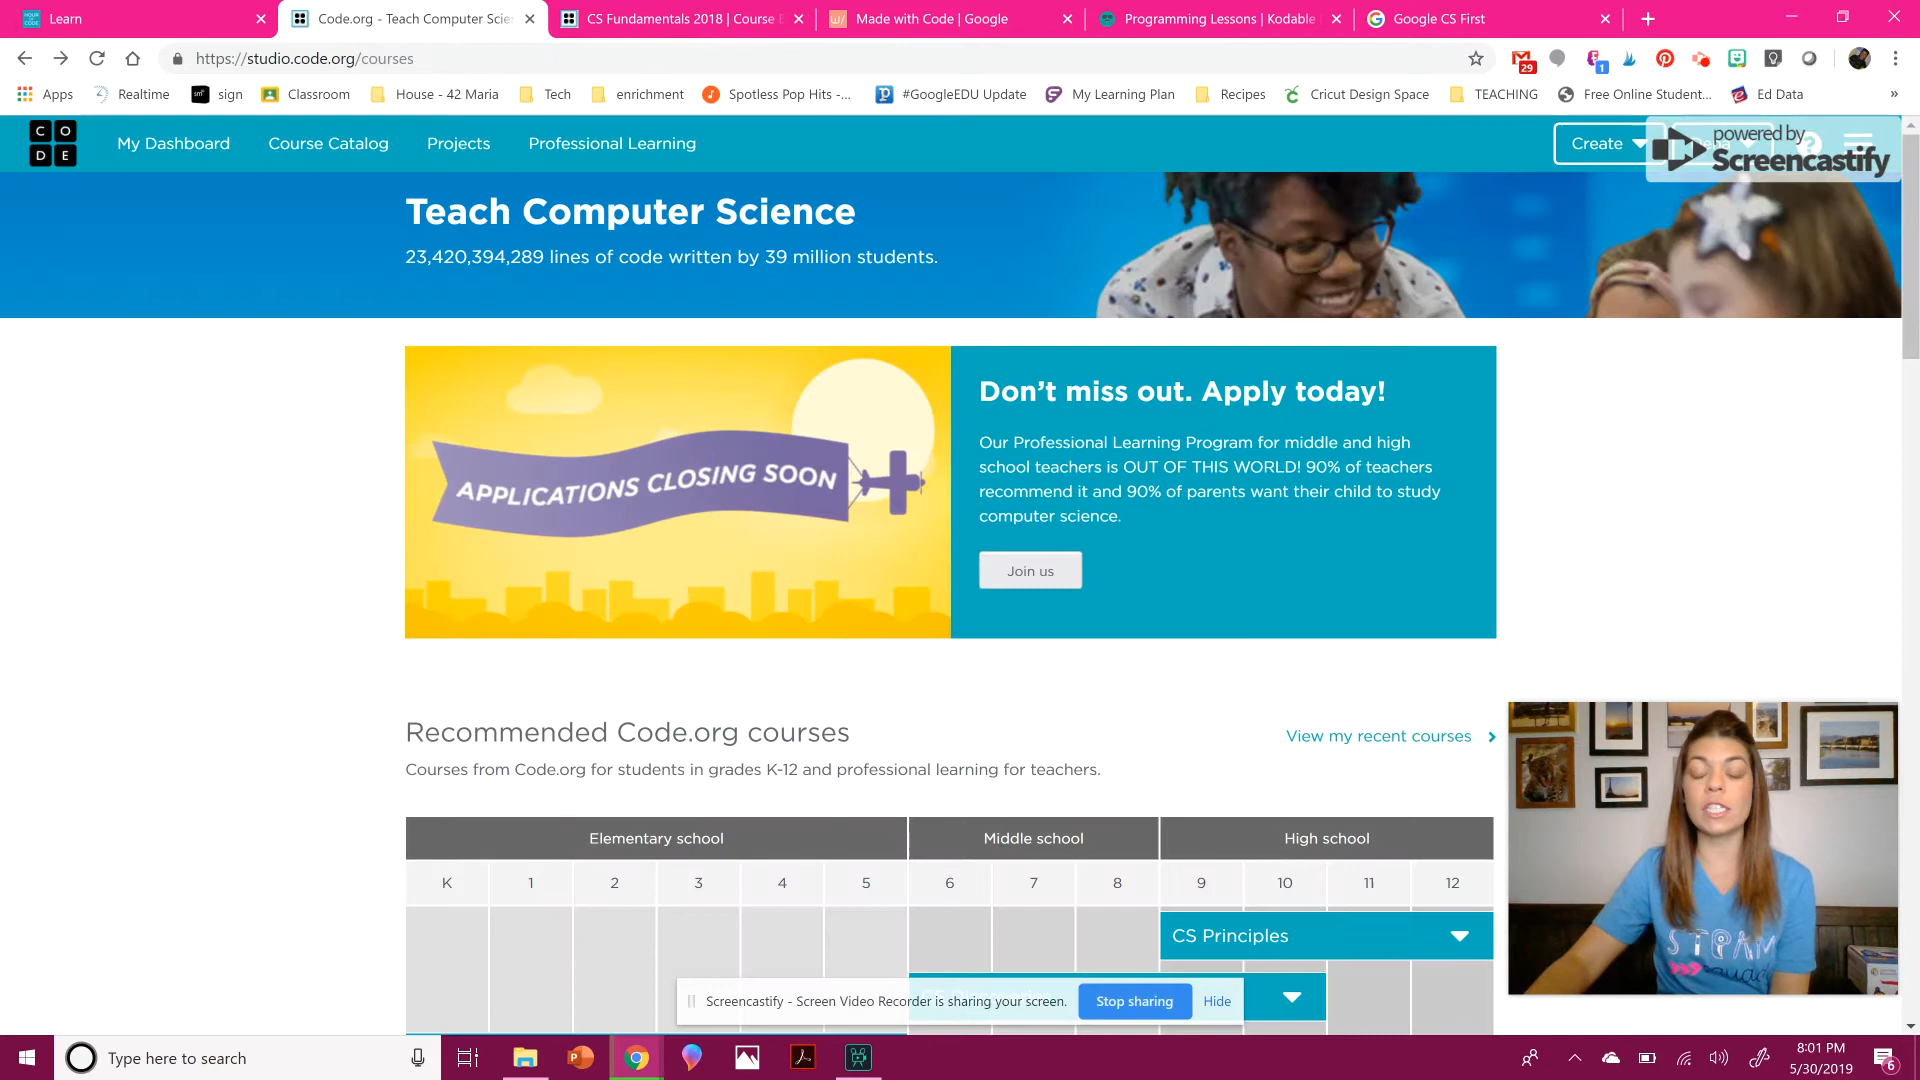 Learn
Code.org - Teach Computer Scie
CS Fundamentals 2018 | Course E
Made with Code | Google
Programming Lessons | Kodable
Google CS First
https://studio.code.org/courses
29
1
Apps
Realtime
sign
Classroom
House - 42 Maria
Tech
enrichment
Spotless Pop Hits -...
#GoogleEDU Update
My Learning Plan
Recipes
Cricut Design Space
TEACHING
Free Online Student...
Ed Data
»
CODE
My Dashboard
Course Catalog
Projects
Professional Learning
Create
?
powered by
Screencastify
Teach Computer Science
23,420,394,289 lines of code written by 39 million students.
APPLICATIONS CLOSING SOON
Don't miss out. Apply today!
Our Professional Learning Program for middle and high
school teachers is OUT OF THIS WORLD! 90% of teachers
recommend it and 90% of parents want their child to study
computer science.
Join us
Recommended Code.org courses
View my recent courses
Courses from Code.org for students in grades K-12 and professional learning for teachers.
Elementary school
Middle school
High school
K 1 2 3 4 5 6 7 8 9 10 11 12
CS Principles
Screencastify - Screen Video Recorder is sharing your screen.
Stop sharing
Hide
STEAM
squad
Type here to search
8:01 PM
5/30/2019
6